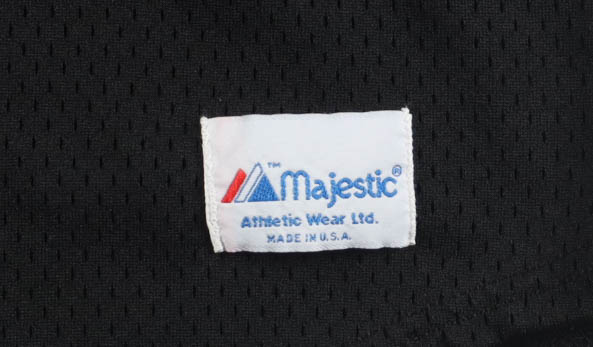 ™ Majestic®
Athletic Wear Ltd.
MADE IN U.S.A.